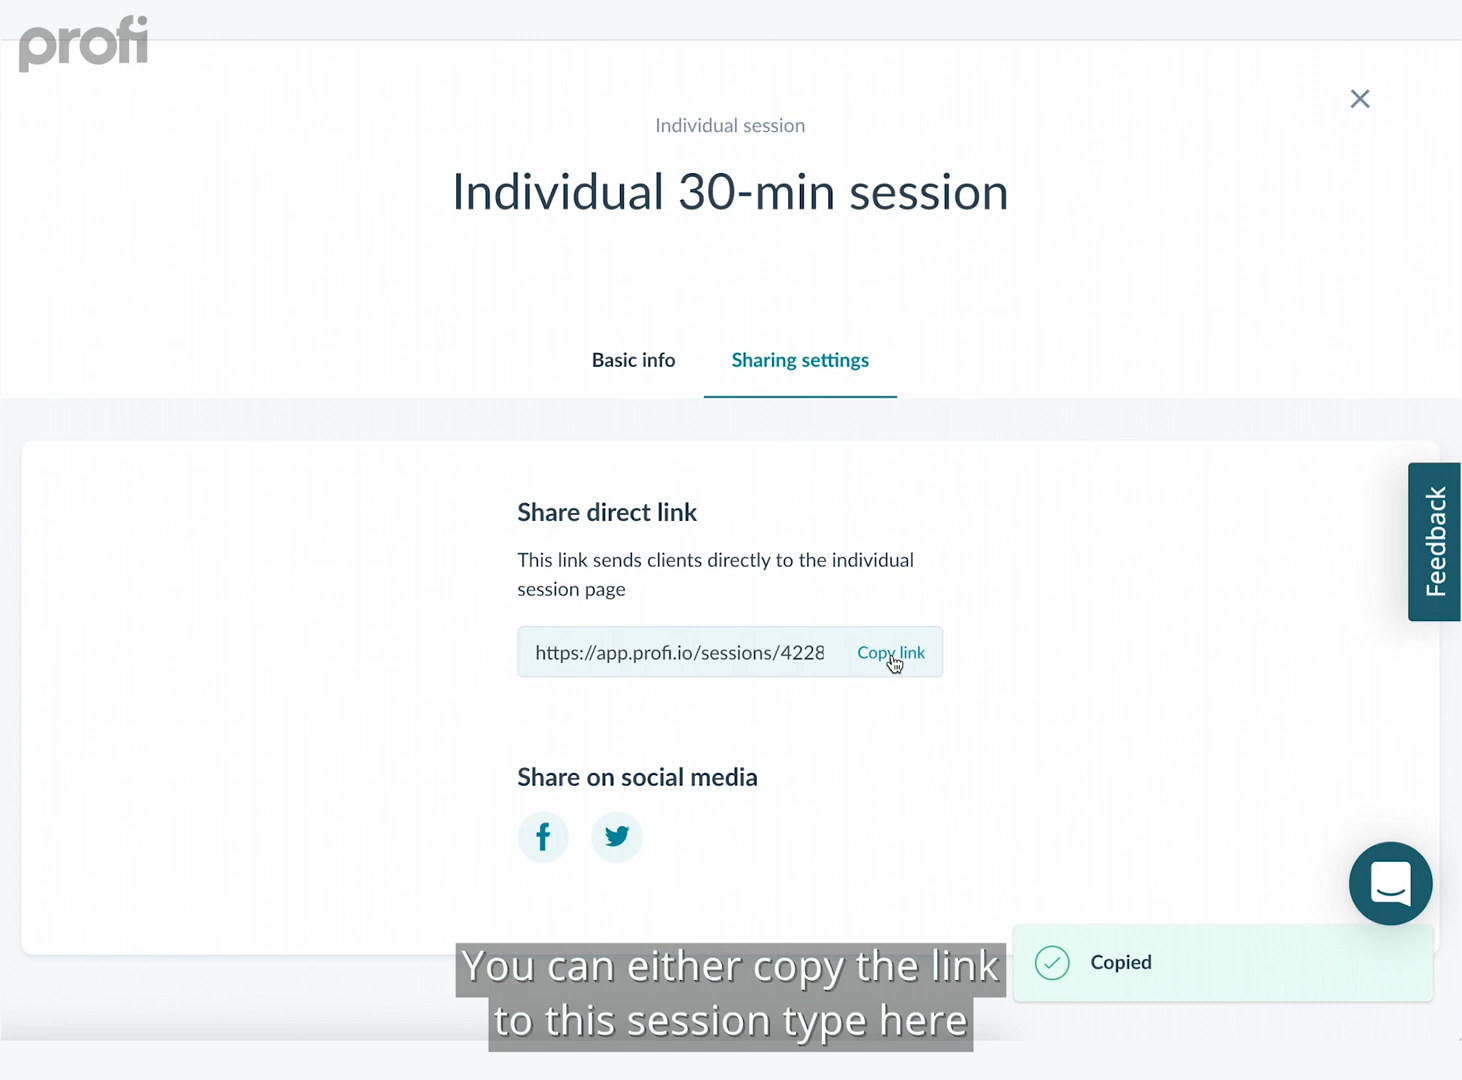 profi
Individual session
Individual 30-min session
Basic info
Sharing settings
Share direct link
This link sends clients directly to the individual
session page
https://app.profi.io/sessions/4228
Copy link
Share on social media
Feedback
Copied
You can either copy the link
to this session type here